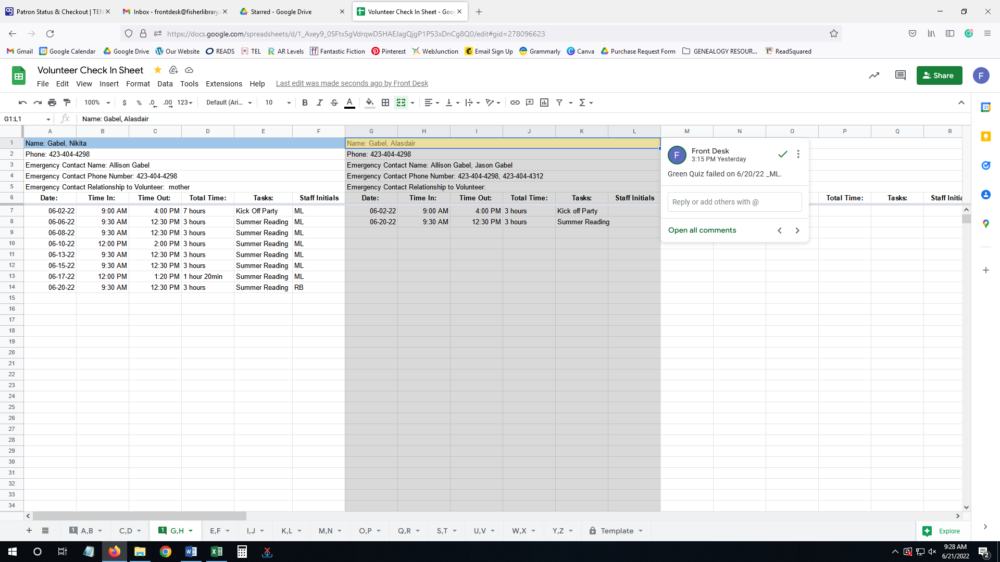 Patron Status & Checkout | TEN
Inbox - frontdesk@fisherlibrary.
Starred - Google Drive
Volunteer Check In Sheet - Goo
https://docs.google.com/spreadsheets/d/1_Axey9_0SFtx5gVdrqwD5HAEJagQjgP1P53xDnCg8Q0/edit#gid=278096623
Gmail Google Calendar Google Drive Our Website READS TEL AR Levels Fantastic Fiction Pinterest WebJunction Email Sign Up Grammarly Canva Purchase Request Form GENEALOGY RESOUR... ReadSquared
Volunteer Check In Sheet
Share
F
File Edit View Insert Format Data Tools Extensions Help Last edit was made seconds ago by Front Desk
100% $ % .0 .00 123 Default (Ari... 10 B I S A
31
G1:L1 fx Name: Gabel, Alasdair
A B C D E F G H I J K L M N O P Q R
1 Name: Gabel, Nikita Name: Gabel, Alasdair
2 Phone: 423-404-4298 Phone: 423-404-4298
3 Emergency Contact Name: Allison Gabel Emergency Contact Name: Allison Gabel, Jason Gabel
4 Emergency Contact Phone Number: 423-404-4298 Emergency Contact Phone Number: 423-404-4298, 423-404-4312
5 Emergency Contact Relationship to Volunteer: mother Emergency Contact Relationship to Volunteer:
6 Date: Time In: Time Out: Total Time: Tasks: Staff Initials Date: Time In: Time Out: Total Time: Tasks: Staff Initials Total Time: Tasks: Staff Initia
7 06-02-22 9:00 AM 4:00 PM 7 hours Kick Off Party ML 06-02-22 9:00 AM 4:00 PM 3 hours Kick off Party
8 06-06-22 9:30 AM 12:30 PM 3 hours Summer Reading ML 06-20-22 9:30 AM 12:30 PM 3 hours Summer Reading
9 06-08-22 9:30 AM 12:30 PM 3 hours Summer Reading ML
10 06-10-22 12:00 PM 2:00 PM 3 hours Summer Reading ML
11 06-13-22 9:30 AM 12:30 PM 3 hours Summer Reading ML
12 06-15-22 9:30 AM 12:30 PM 3 hours Summer Reading ML
13 06-17-22 12:00 PM 1:20 PM 1 hour 20min Summer Reading ML
14 06-20-22 9:30 AM 12:30 PM 3 hours Summer Reading RB
15
16
17
18
19
20
21
22
23
24
25
26
27
28
29
30
31
32
33
34
F
Front Desk
3:15 PM Yesterday
Green Quiz failed on 6/20/22 _ML.
Reply or add others with @
Open all comments
1 A,B C,D 1 G,H E,F I,J K,L M,N O,P Q,R S,T U,V W,X Y,Z Template
Explore
9:28 AM
6/21/2022
2